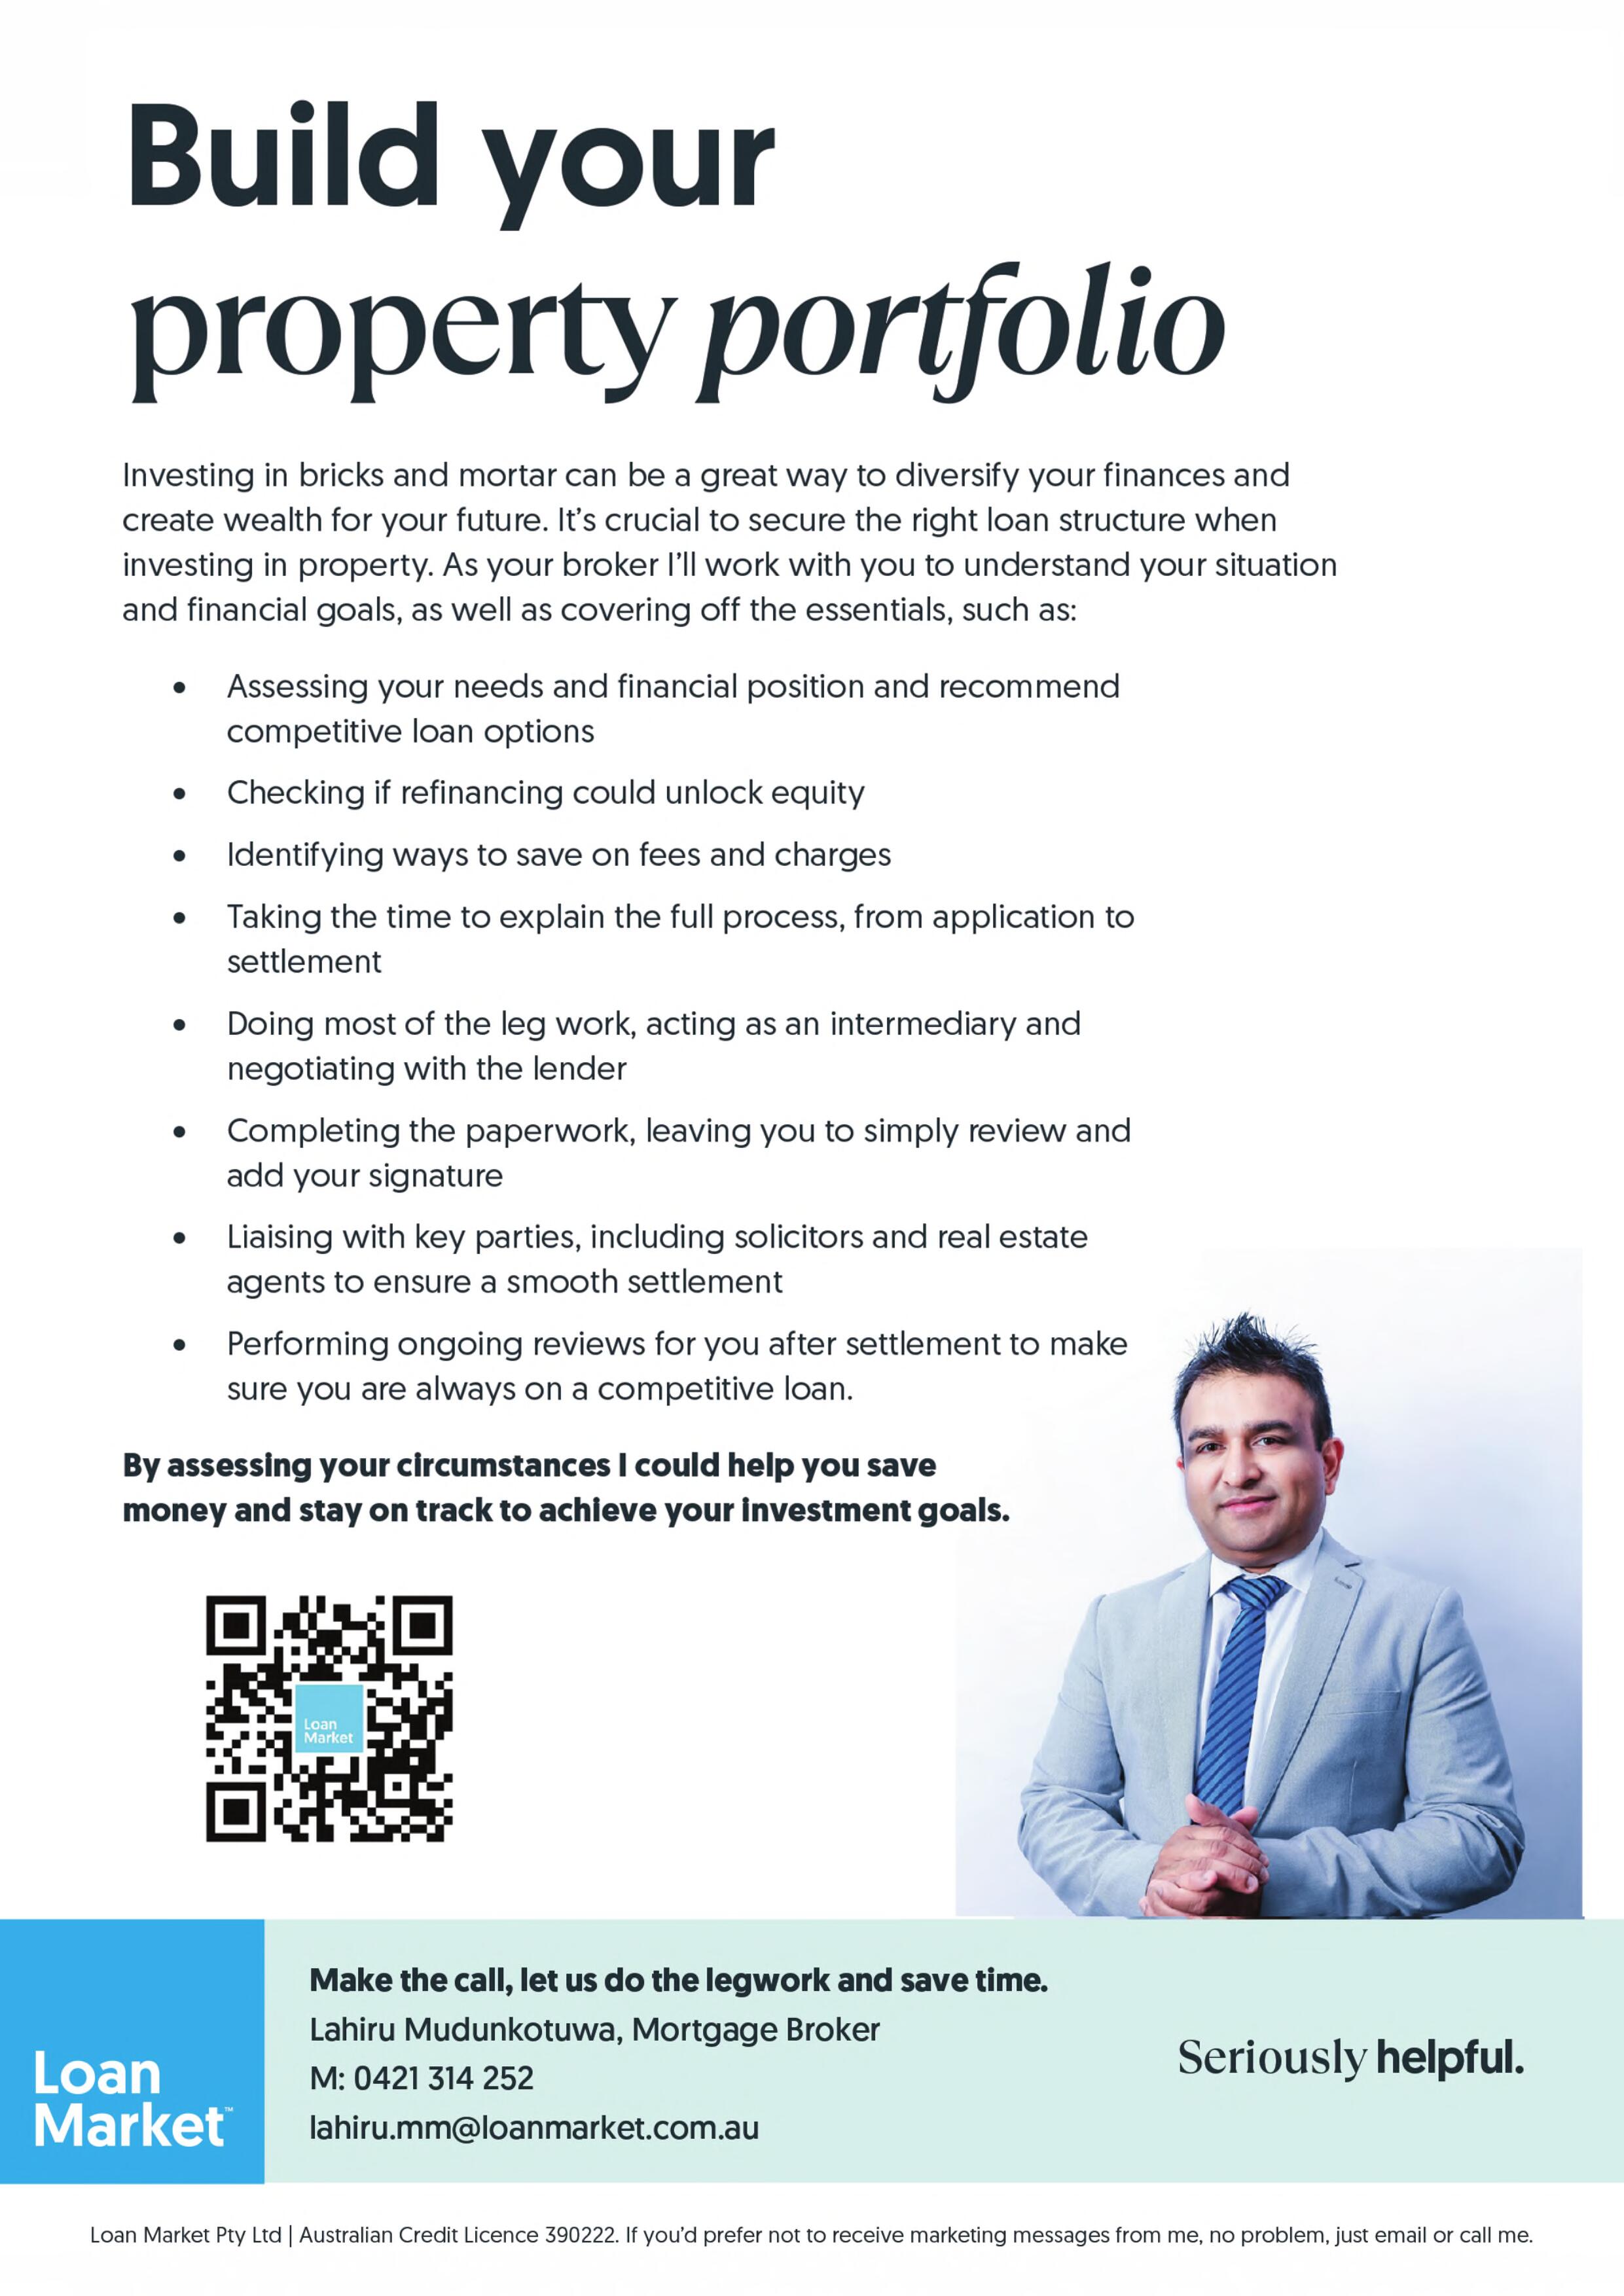 Build your
property portfolio
Investing in bricks and mortar can be a great way to diversify your finances and
create wealth for your future. It's crucial to secure the right loan structure when
investing in property. As your broker I'll work with you to understand your situation
and financial goals, as well as covering off the essentials, such as:
• Assessing your needs and financial position and recommend
competitive loan options
• Checking if refinancing could unlock equity
• Identifying ways to save on fees and charges
• Taking the time to explain the full process, from application to
settlement
• Doing most of the leg work, acting as an intermediary and
negotiating with the lender
• Completing the paperwork, leaving you to simply review and
add your signature
• Liaising with key parties, including solicitors and real estate
agents to ensure a smooth settlement
• Performing ongoing reviews for you after settlement to make
sure you are always on a competitive loan.
By assessing your circumstances I could help you save
money and stay on track to achieve your investment goals.
Loan
Market
Loan
Market™
Make the call, let us do the legwork and save time.
Lahiru Mudunkotuwa, Mortgage Broker
M: 0421 314 252
lahiru.mm@loanmarket.com.au
Seriously helpful.
Loan Market Pty Ltd | Australian Credit Licence 390222. If you'd prefer not to receive marketing messages from me, no problem, just email or call me.